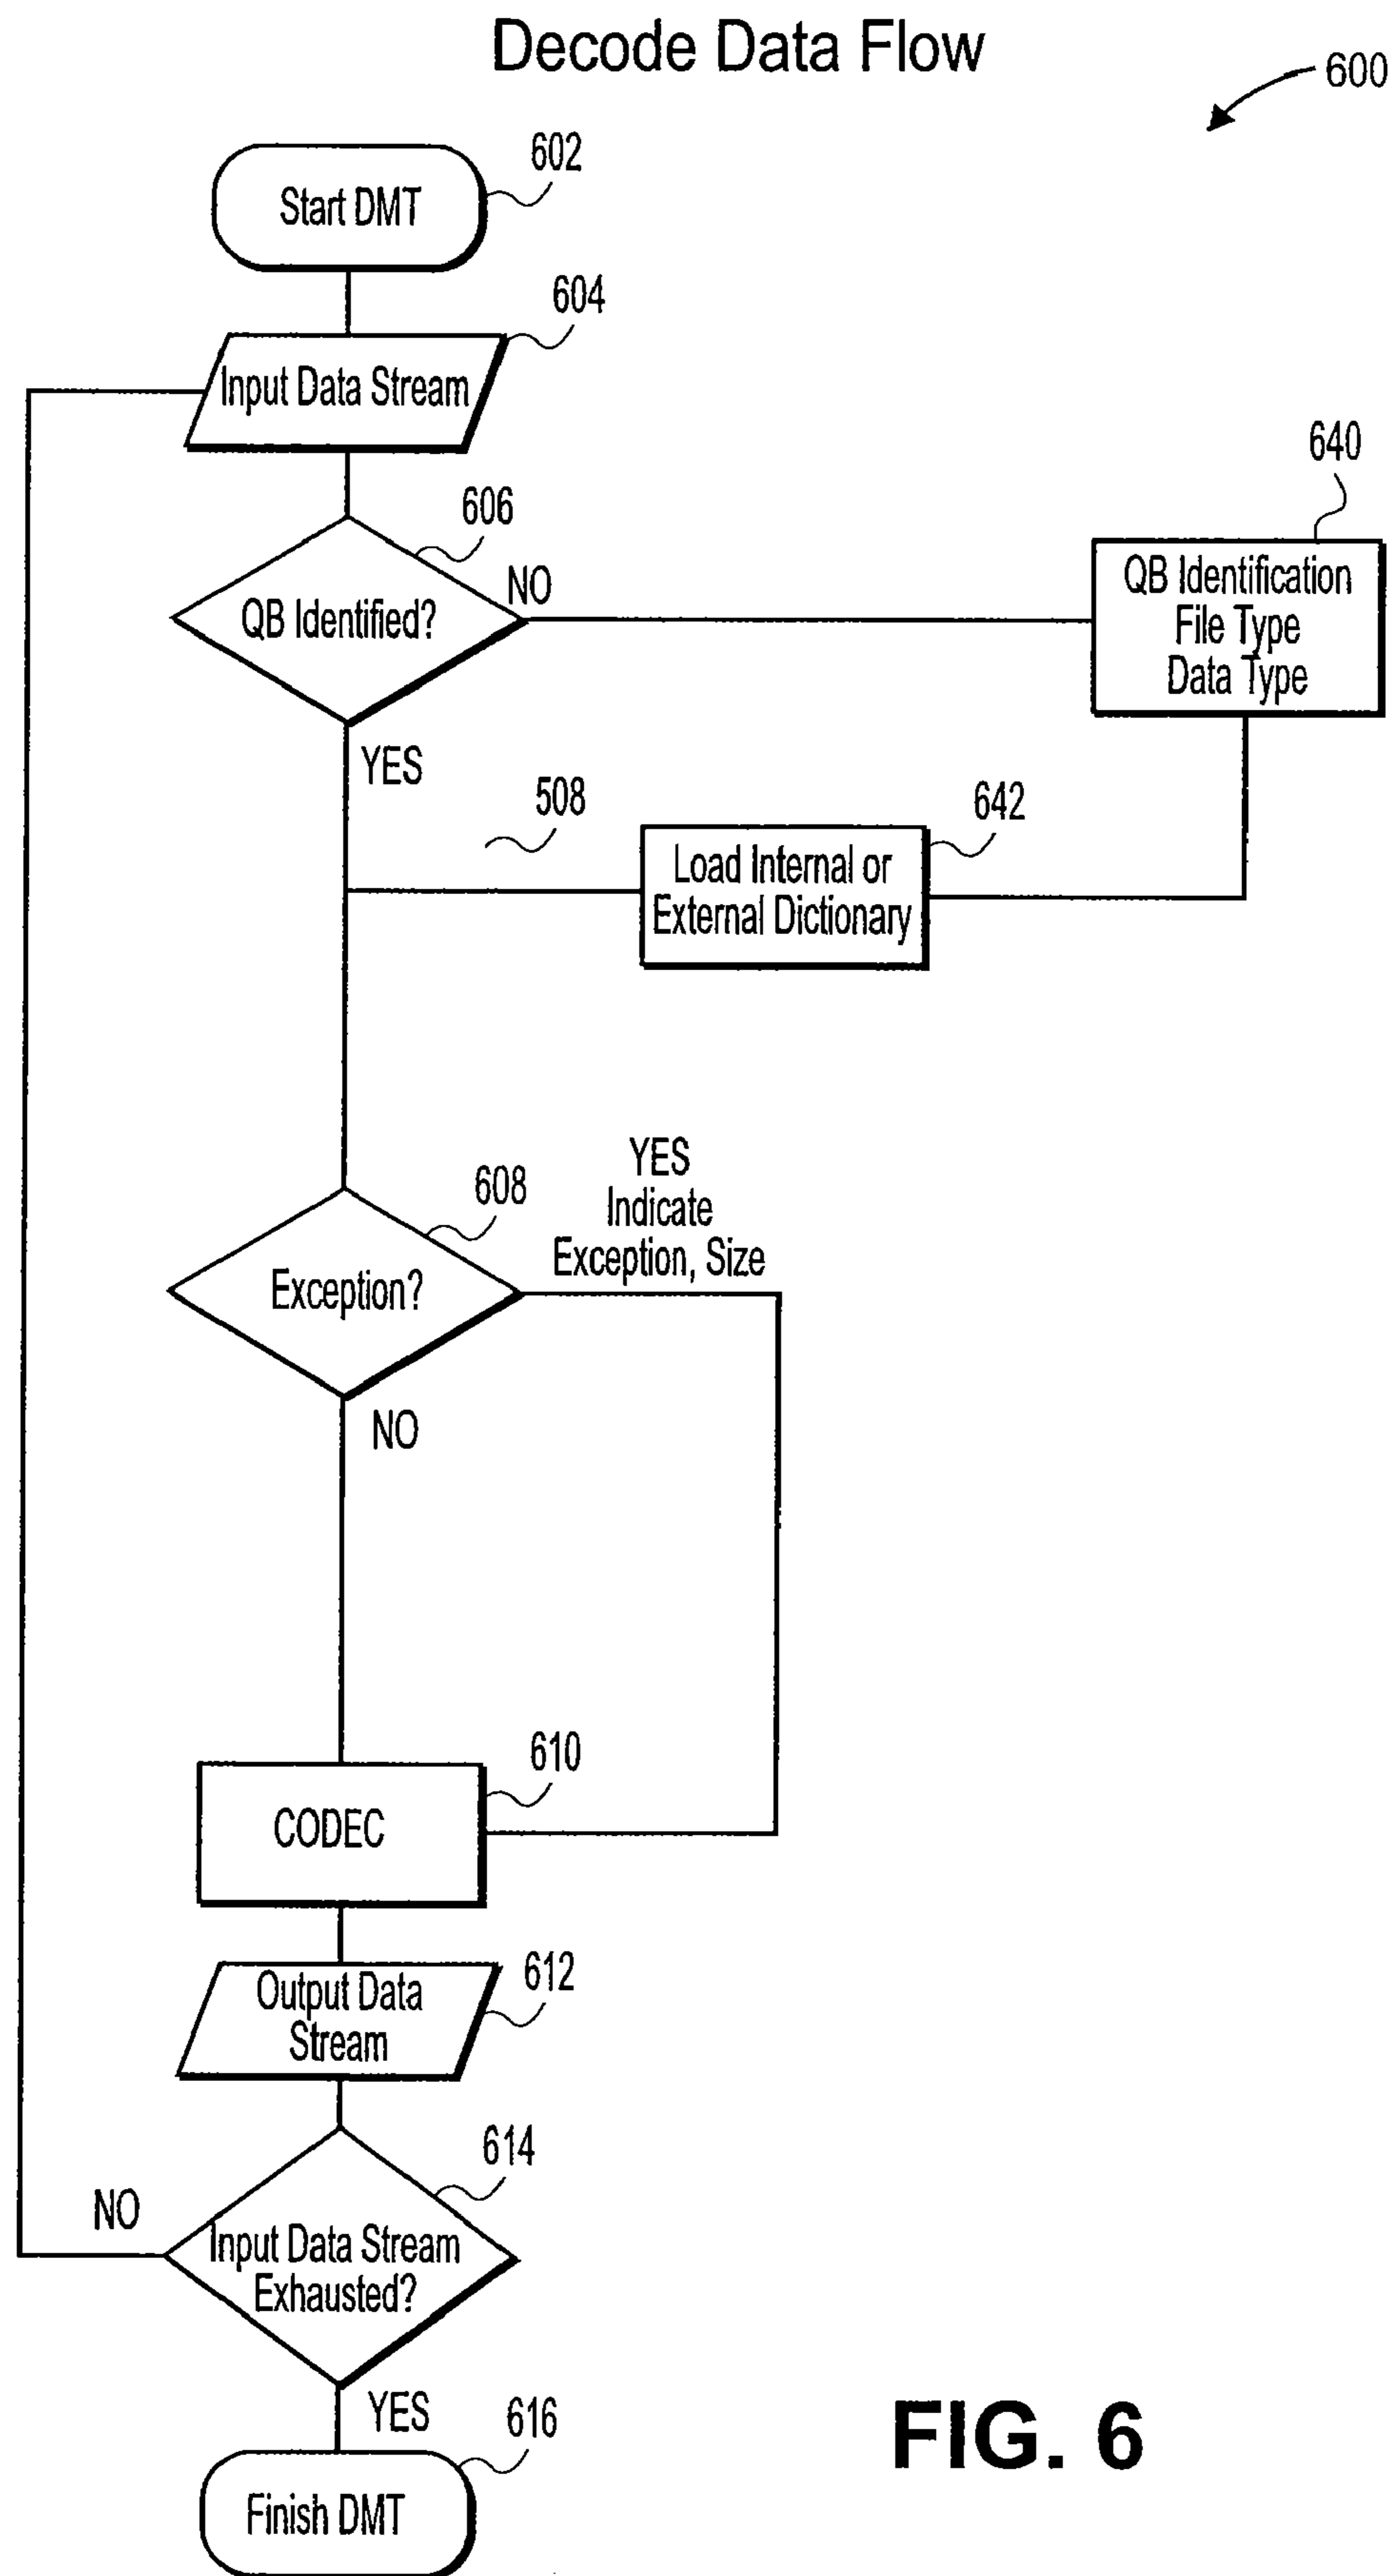 Decode Data Flow
600
602
Start DMT
604
Input Data Stream
606
QB Identified?
NO
640
QB Identification
File Type
Data Type
YES
508
642
Load Internal or
External Dictionary
608
Exception?
YES
Indicate
Exception, Size
NO
610
CODEC
612
Output Data
Stream
614
NO
Input Data Stream
Exhausted?
YES
616
Finish DMT
FIG. 6